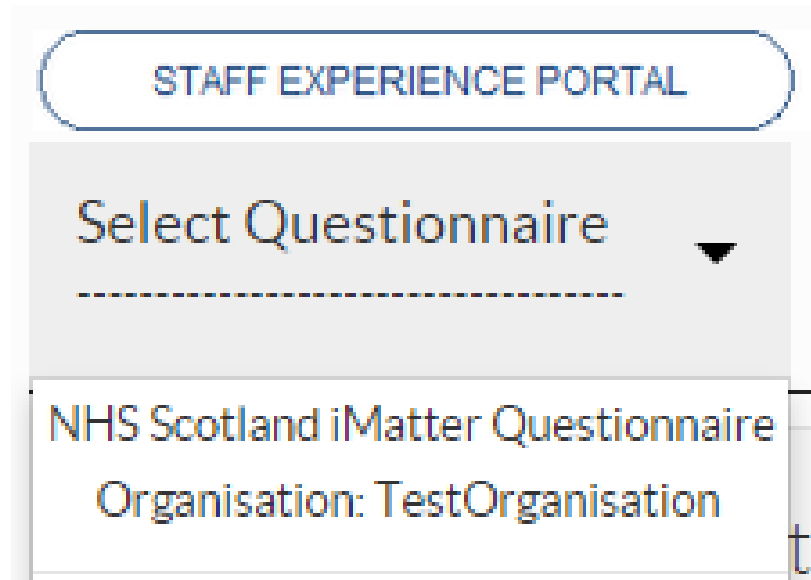 STAFF EXPERIENCE PORTAL
Select Questionnaire
-----------------------------------
NHS Scotland iMatter Questionnaire
Organisation: TestOrganisation